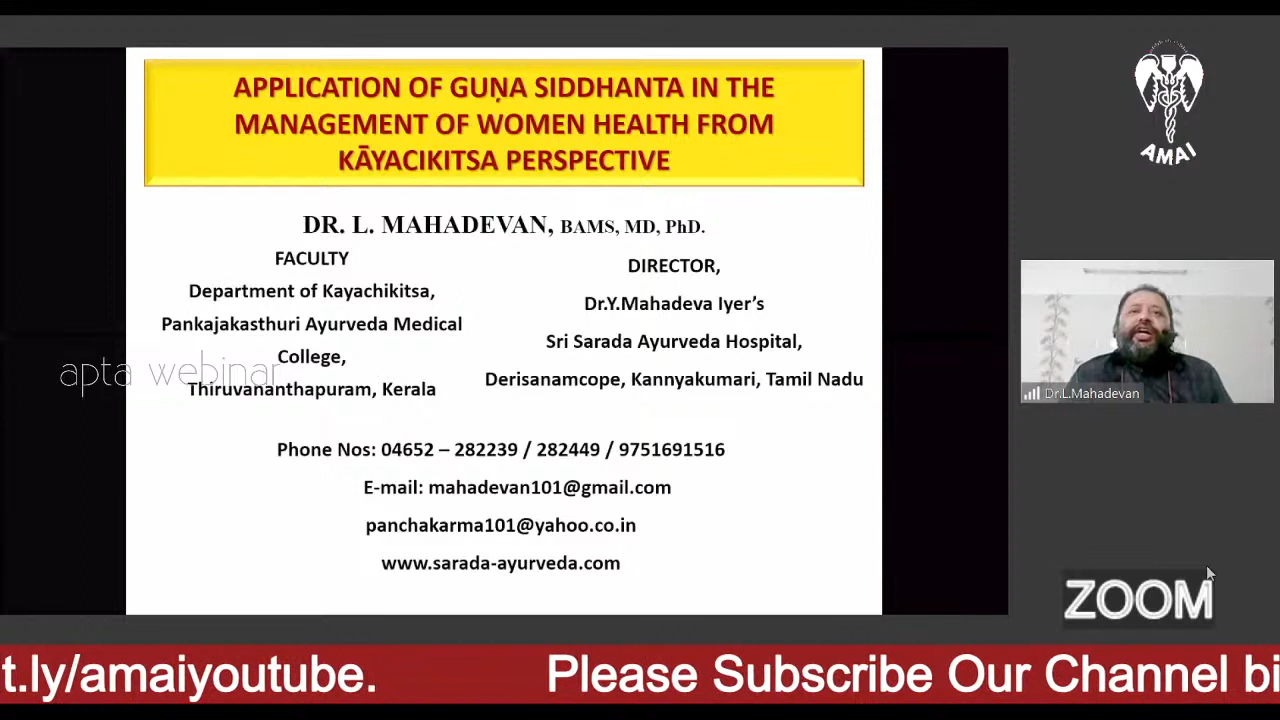 APPLICATION OF GUṆA SIDDHANTA IN THE
MANAGEMENT OF WOMEN HEALTH FROM
KĀYACIKITSA PERSPECTIVE
DR. L. MAHADEVAN, BAMS, MD, PhD.
FACULTY
Department of Kayachikitsa,
Pankajakasthuri Ayurveda Medical
College,
Thiruvananthapuram, Kerala
DIRECTOR,
Dr.Y.Mahadeva Iyer’s
Sri Sarada Ayurveda Hospital,
Derisanamcope, Kannyakumari, Tamil Nadu
Phone Nos: 04652 – 282239 / 282449 / 9751691516
E-mail: mahadevan101@gmail.com
panchakarma101@yahoo.co.in
www.sarada-ayurveda.com
apta webinar
AMAI
Dr.L.Mahadevan
ZOOM
t.ly/amaiyoutube. Please Subscribe Our Channel bi